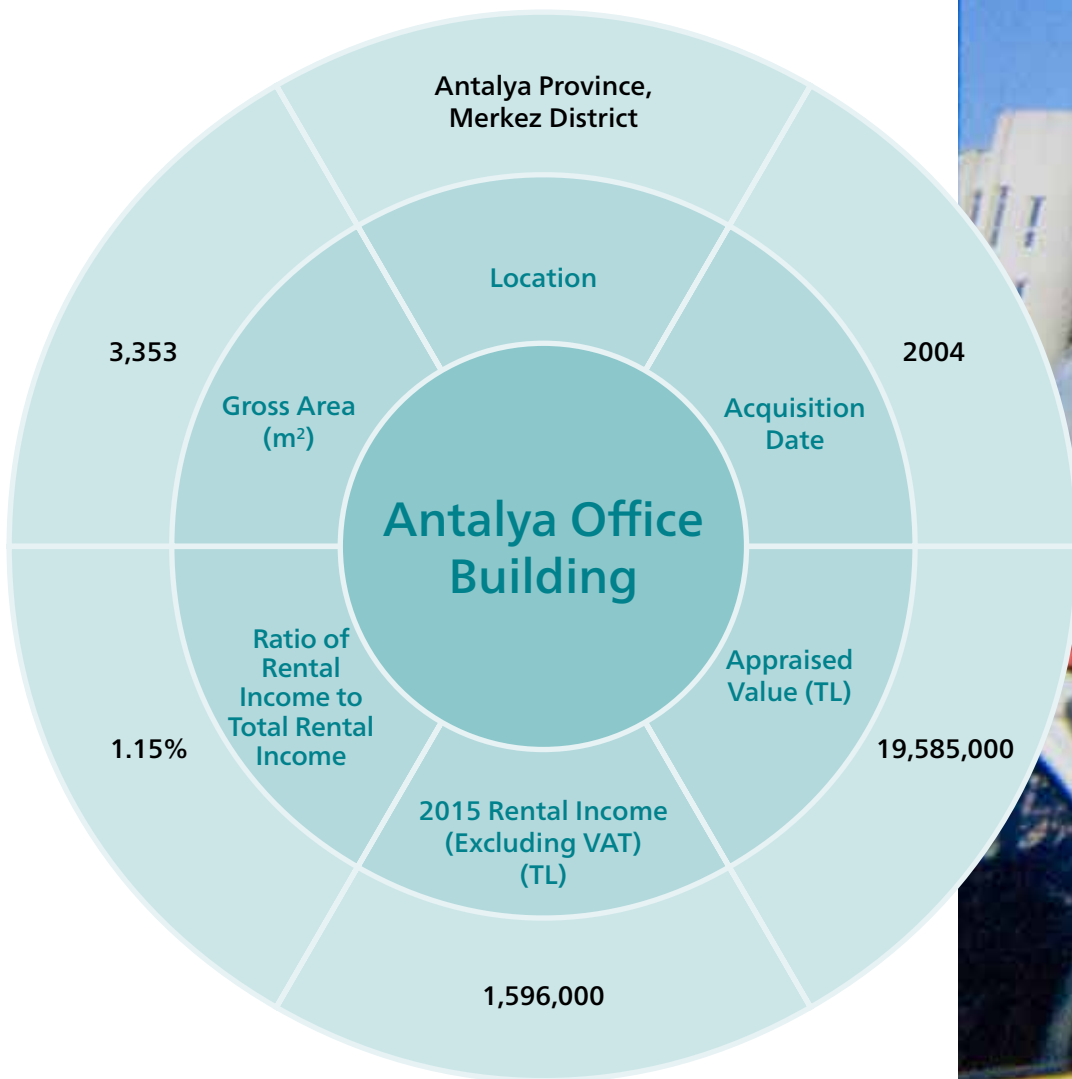 Antalya Office
Building
Location
Antalya Province,
Merkez District
Acquisition
Date
2004
Appraised
Value (TL)
19,585,000
2015 Rental Income
(Excluding VAT)
(TL)
1,596,000
Ratio of
Rental
Income to
Total Rental
Income
1.15%
Gross Area
(m²)
3,353